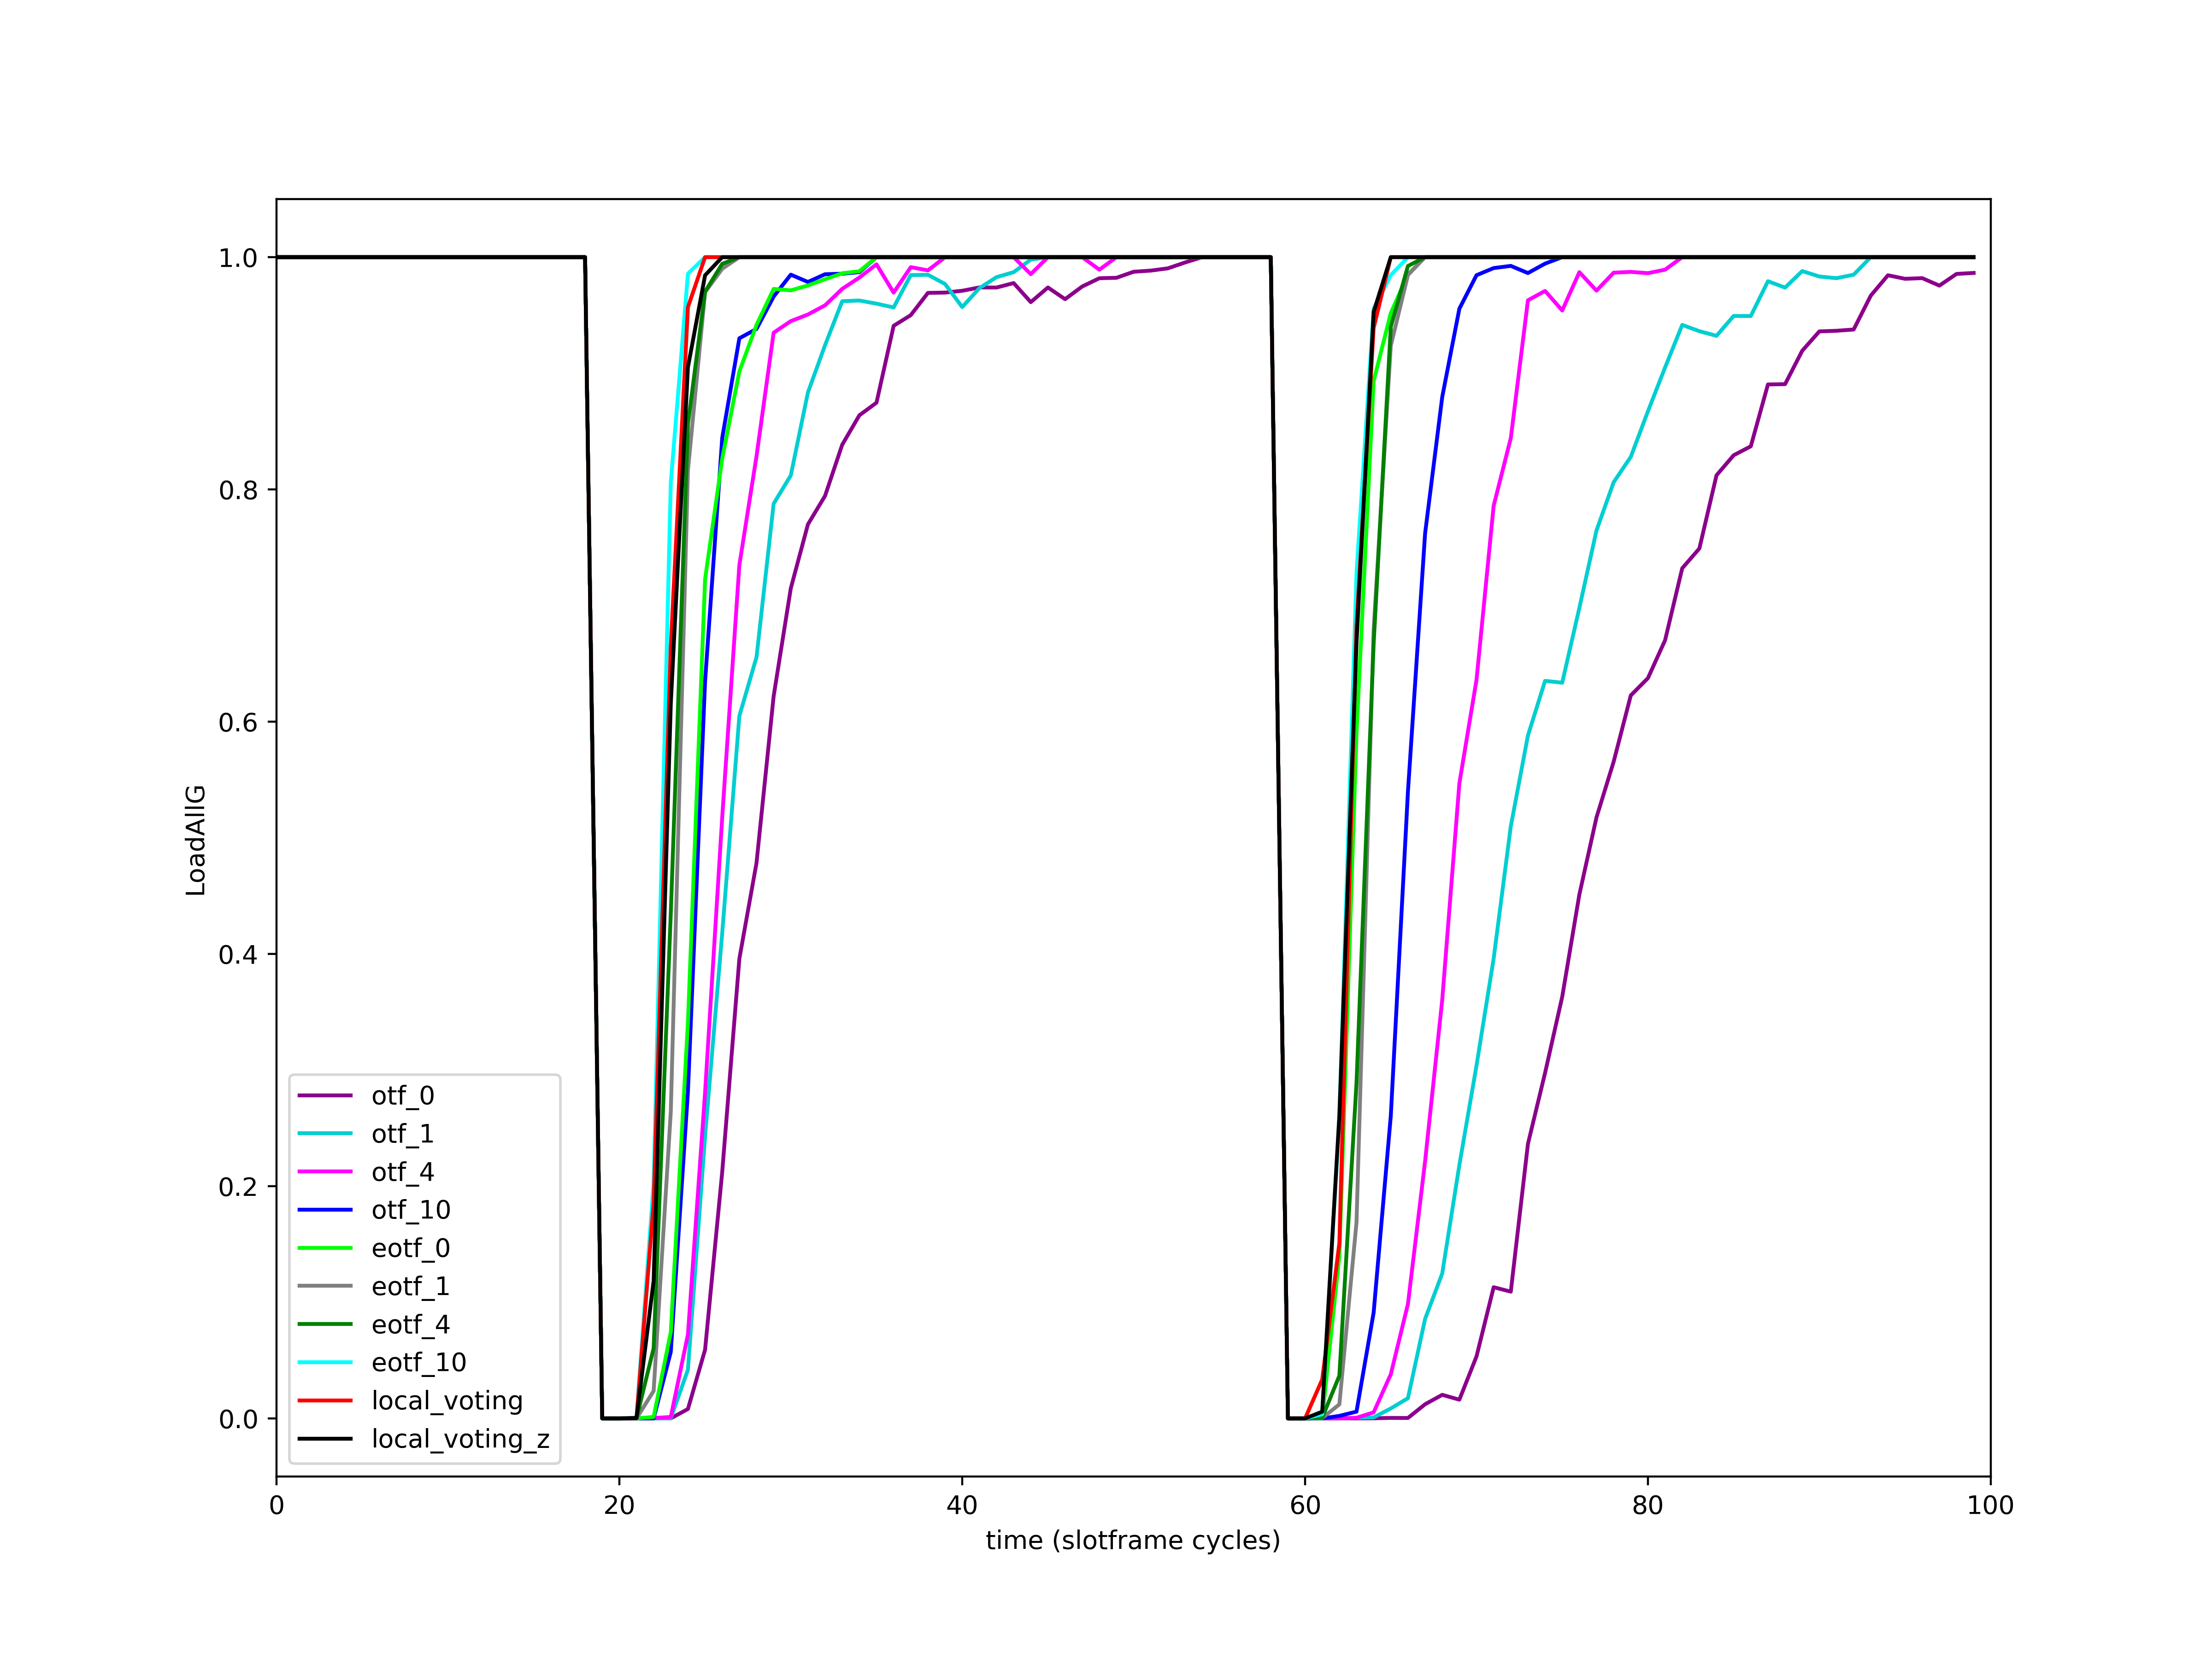 1.0
0.8
0.6
0.4
0.2
0.0
LoadAllG
otf_0
otf_1
otf_4
otf_10
eotf_0
eotf_1
eotf_4
eotf_10
local_voting
local_voting_z
0 20 40 60 80 100
time (slotframe cycles)